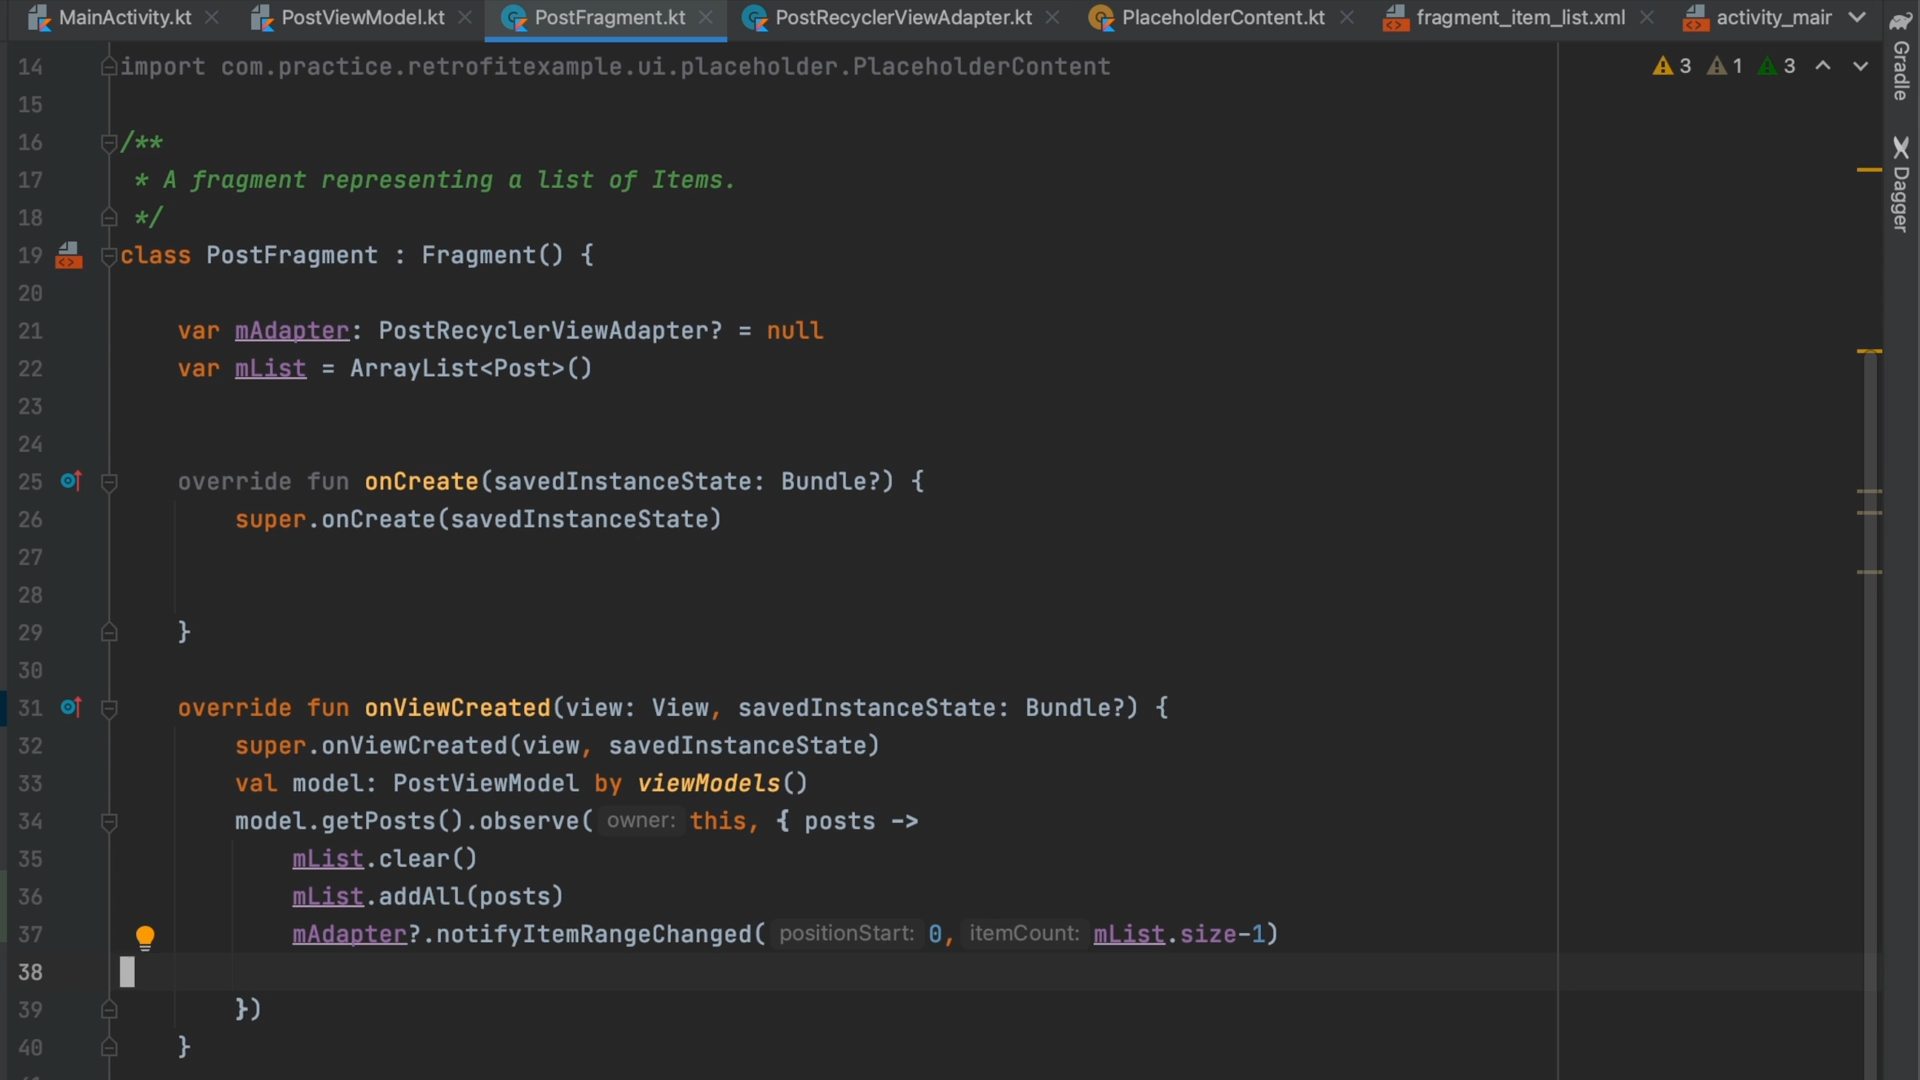 MainActivity.kt PostViewModel.kt PostFragment.kt PostRecyclerViewAdapter.kt PlaceholderContent.kt fragment_item_list.xml activity_mair
14 import com.practice.retrofitexample.ui.placeholder.PlaceholderContent 3 1 3
15
16 /**
17 * A fragment representing a list of Items.
18 */
19 class PostFragment : Fragment() {
20
21 var mAdapter: PostRecyclerViewAdapter? = null
22 var mList = ArrayList<Post>()
23
24
25 override fun onCreate(savedInstanceState: Bundle?) {
26 super.onCreate(savedInstanceState)
27
28
29 }
30
31 override fun onViewCreated(view: View, savedInstanceState: Bundle?) {
32 super.onViewCreated(view, savedInstanceState)
33 val model: PostViewModel by viewModels()
34 model.getPosts().observe( owner: this, { posts ->
35 mList.clear()
36 mList.addAll(posts)
37 mAdapter?.notifyItemRangeChanged( positionStart: 0, itemCount: mList.size-1)
38
39 })
40 }
Gradle
Dagger